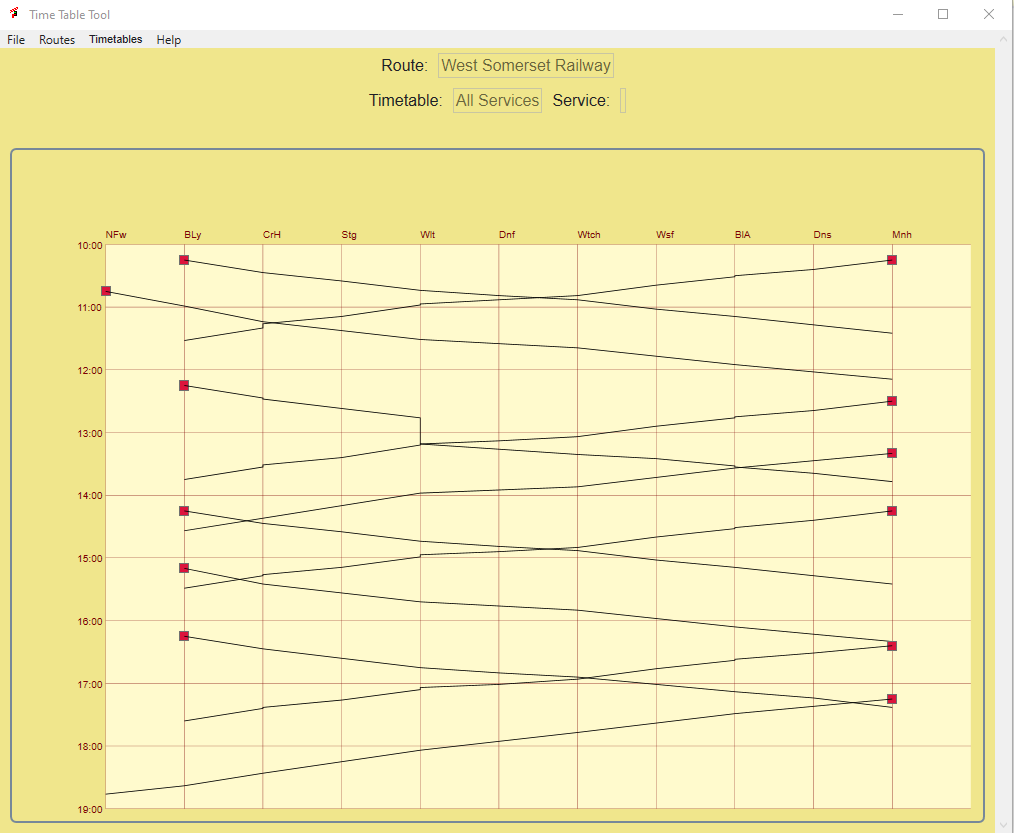 Time Table Tool
File Routes Timetables Help
Route: West Somerset Railway
Timetable: All Services Service:
NFw BLy CrH Stg Wlt Dnf Wtch Wsf BlA Dns Mnh
10:00
11:00
12:00
13:00
14:00
15:00
16:00
17:00
18:00
19:00